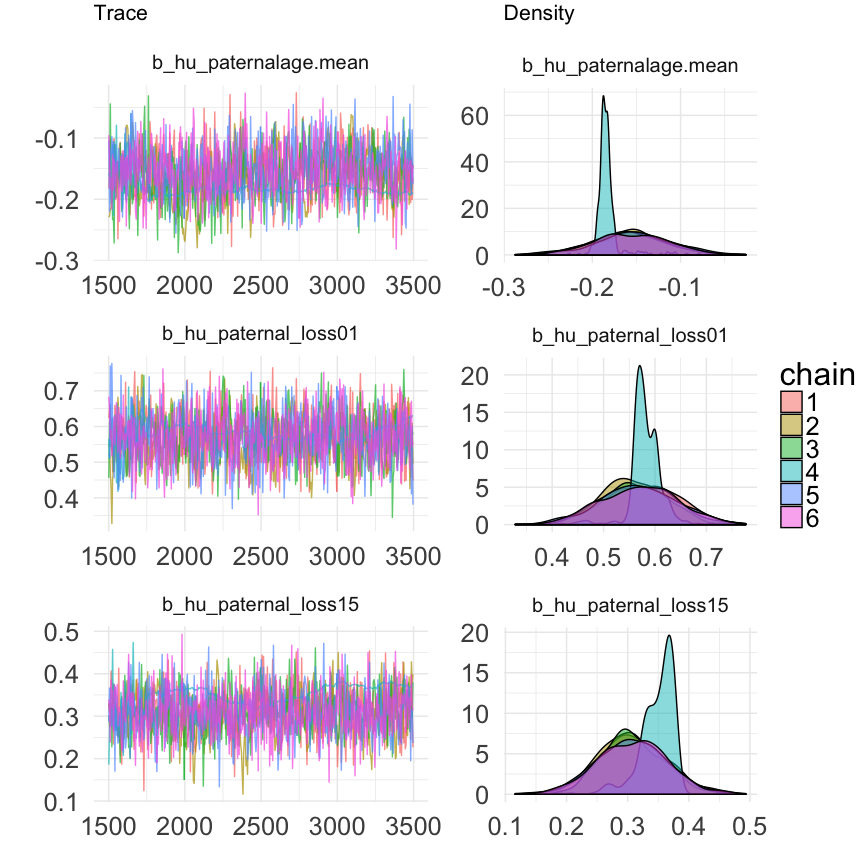 Trace
Density
b_hu_paternalage.mean
-0.1
-0.2
-0.3
1500 2000 2500 3000 3500
b_hu_paternalage.mean
60
40
20
0
-0.3 -0.2 -0.1
b_hu_paternal_loss01
0.7
0.6
0.5
0.4
1500 2000 2500 3000 3500
b_hu_paternal_loss01
20
15
10
5
0
0.4 0.5 0.6 0.7
b_hu_paternal_loss15
0.5
0.4
0.3
0.2
0.1
1500 2000 2500 3000 3500
b_hu_paternal_loss15
20
15
10
5
0
0.1 0.2 0.3 0.4 0.5
chain
1
2
3
4
5
6